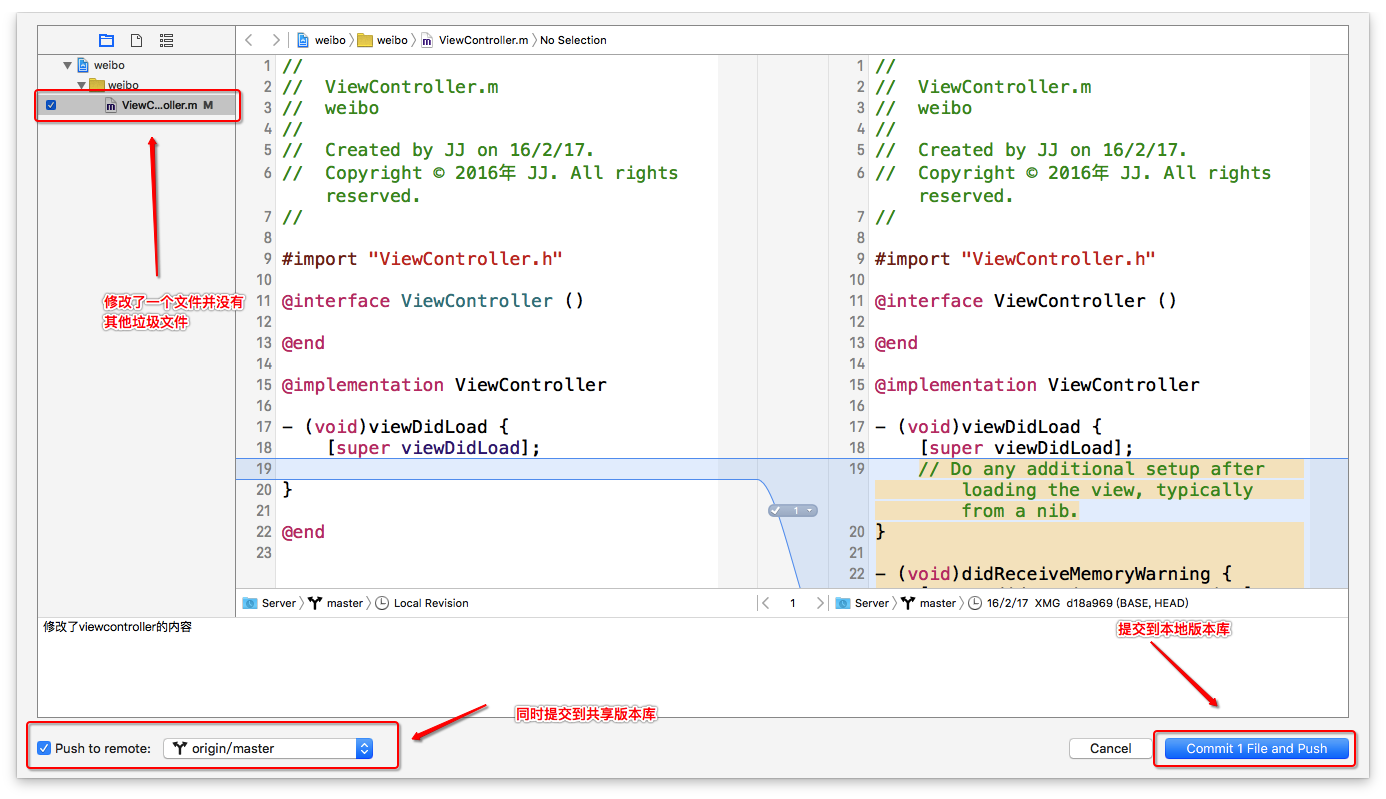 weibo weibo ViewController.m No Selection
weibo
weibo
ViewC...oller.m M
修改了一个文件并没有
其他垃圾文件
1 //
2 // ViewController.m
3 // weibo
4 //
5 // Created by JJ on 16/2/17.
6 // Copyright © 2016年 JJ. All rights
reserved.
7 //
8
9 #import "ViewController.h"
10
11 @interface ViewController ()
12
13 @end
14
15 @implementation ViewController
16
17 - (void)viewDidLoad {
18 [super viewDidLoad];
19
20 }
21
22 @end
23
1
1 //
2 // ViewController.m
3 // weibo
4 //
5 // Created by JJ on 16/2/17.
6 // Copyright © 2016年 JJ. All rights
reserved.
7 //
8
9 #import "ViewController.h"
10
11 @interface ViewController ()
12
13 @end
14
15 @implementation ViewController
16
17 - (void)viewDidLoad {
18 [super viewDidLoad];
19 // Do any additional setup after
loading the view, typically
from a nib.
20 }
21
22 - (void)didReceiveMemoryWarning {
Server master Local Revision
1
Server master 16/2/17 XMG d18a969 (BASE, HEAD)
修改了viewcontroller的内容
提交到本地版本库
同时提交到共享版本库
Push to remote: origin/master
Cancel
Commit 1 File and Push